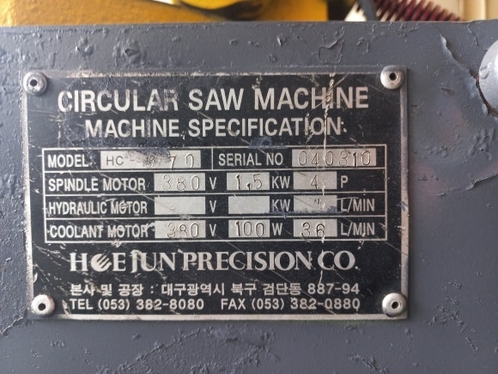 CIRCULAR SAW MACHINE
MACHINE SPECIFICATION
MODEL HC- 70 SERIAL NO 040310
SPINDLE MOTOR 380 V 1.5 KW 4 P
HYDRAULIC MOTOR V KW L/MIN
COOLANT MOTOR 380 V 100 W 36 L/MIN
HOEJUN PRECISION CO.
본사 및 공장 : 대구광역시 북구 검단동 887-94
TEL (053) 382-8080 FAX (053) 382-0880